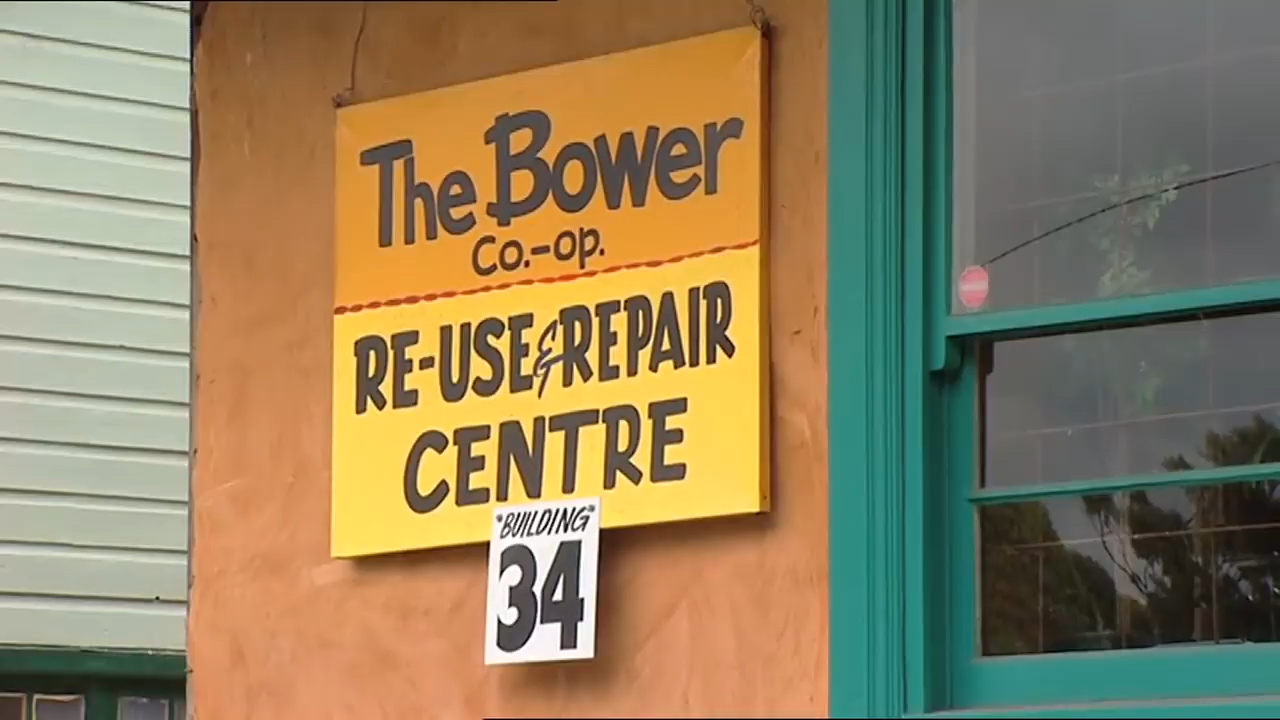 The Bower
Co.-op.
RE-USE & REPAIR
CENTRE
"BUILDING"
34